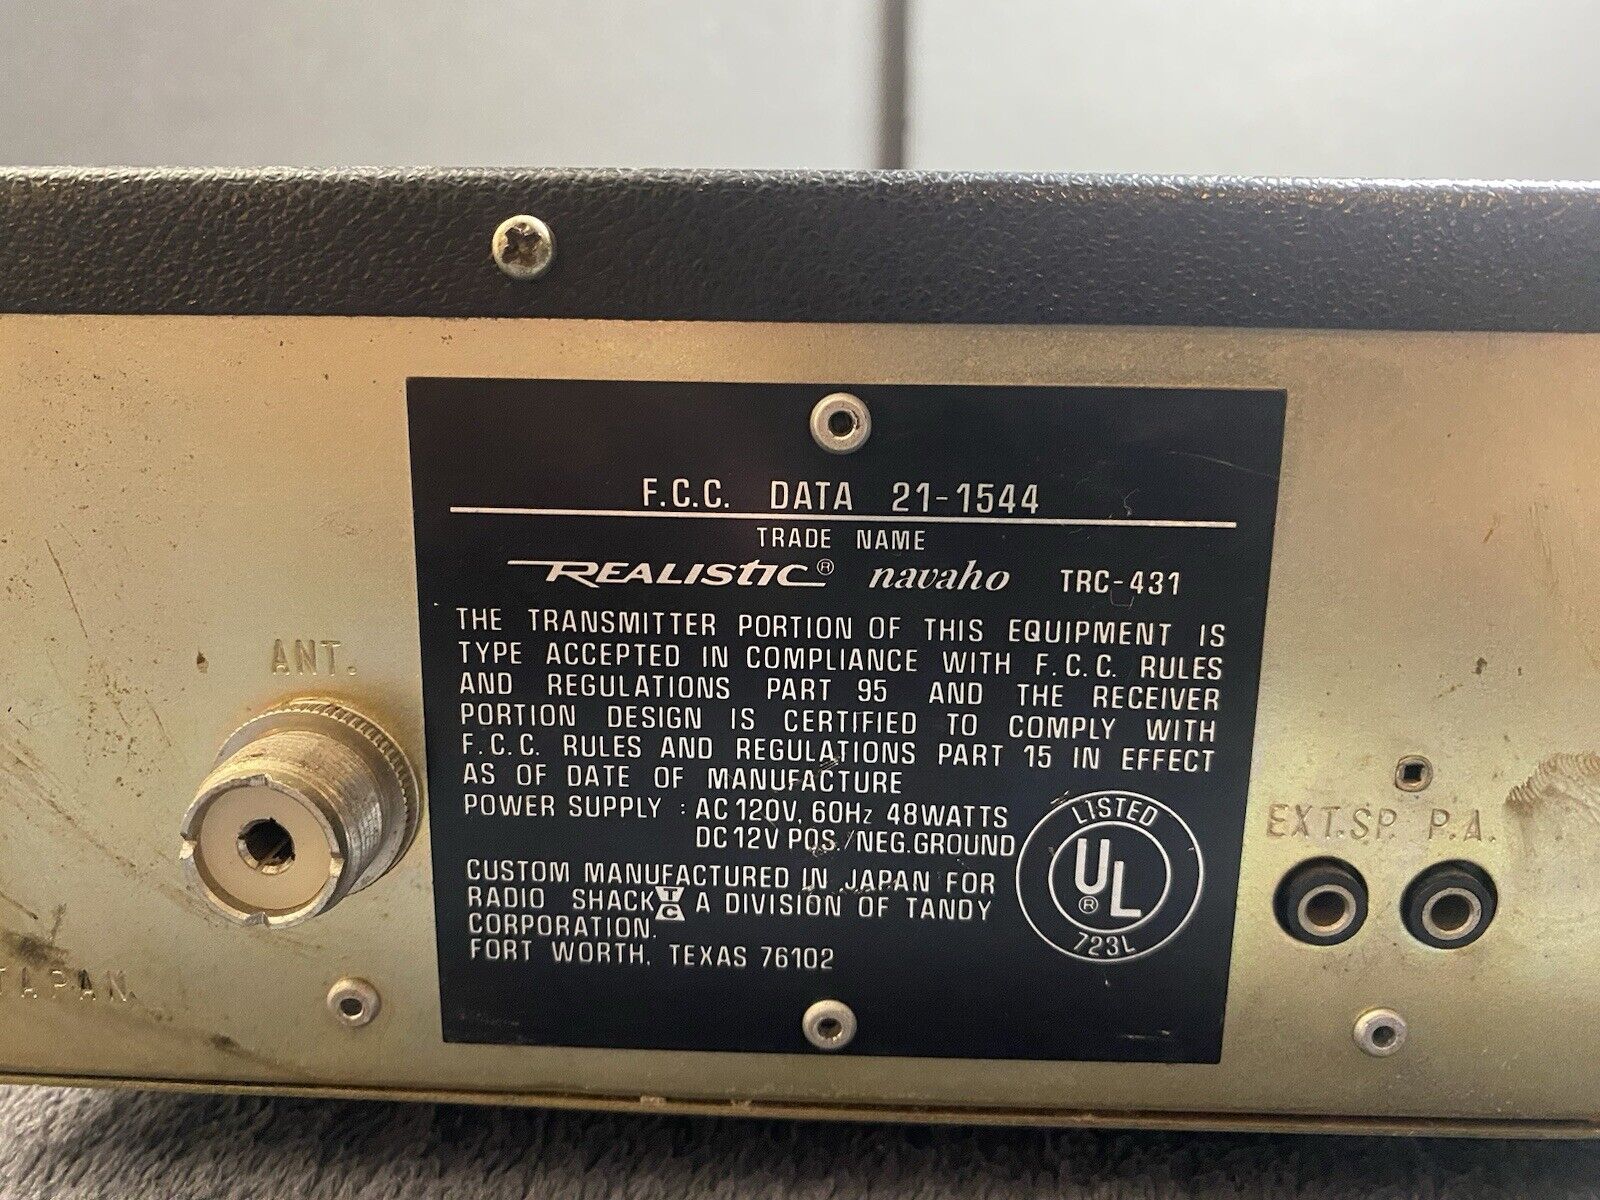 F.C.C. DATA 21-1544
TRADE NAME
REALISTIC® navaho TRC-431
THE TRANSMITTER PORTION OF THIS EQUIPMENT IS
TYPE ACCEPTED IN COMPLIANCE WITH F.C.C. RULES
AND REGULATIONS PART 95 AND THE RECEIVER
PORTION DESIGN IS CERTIFIED TO COMPLY WITH
F.C.C. RULES AND REGULATIONS PART 15 IN EFFECT
AS OF DATE OF MANUFACTURE
POWER SUPPLY : AC 120V, 60Hz 48WATTS
DC 12V POS./NEG.GROUND
CUSTOM MANUFACTURED IN JAPAN FOR
RADIO SHACK TC A DIVISION OF TANDY
CORPORATION.
FORT WORTH, TEXAS 76102
LISTED
UL®
723L
ANT.
JAPAN
EXT.SP. P.A.